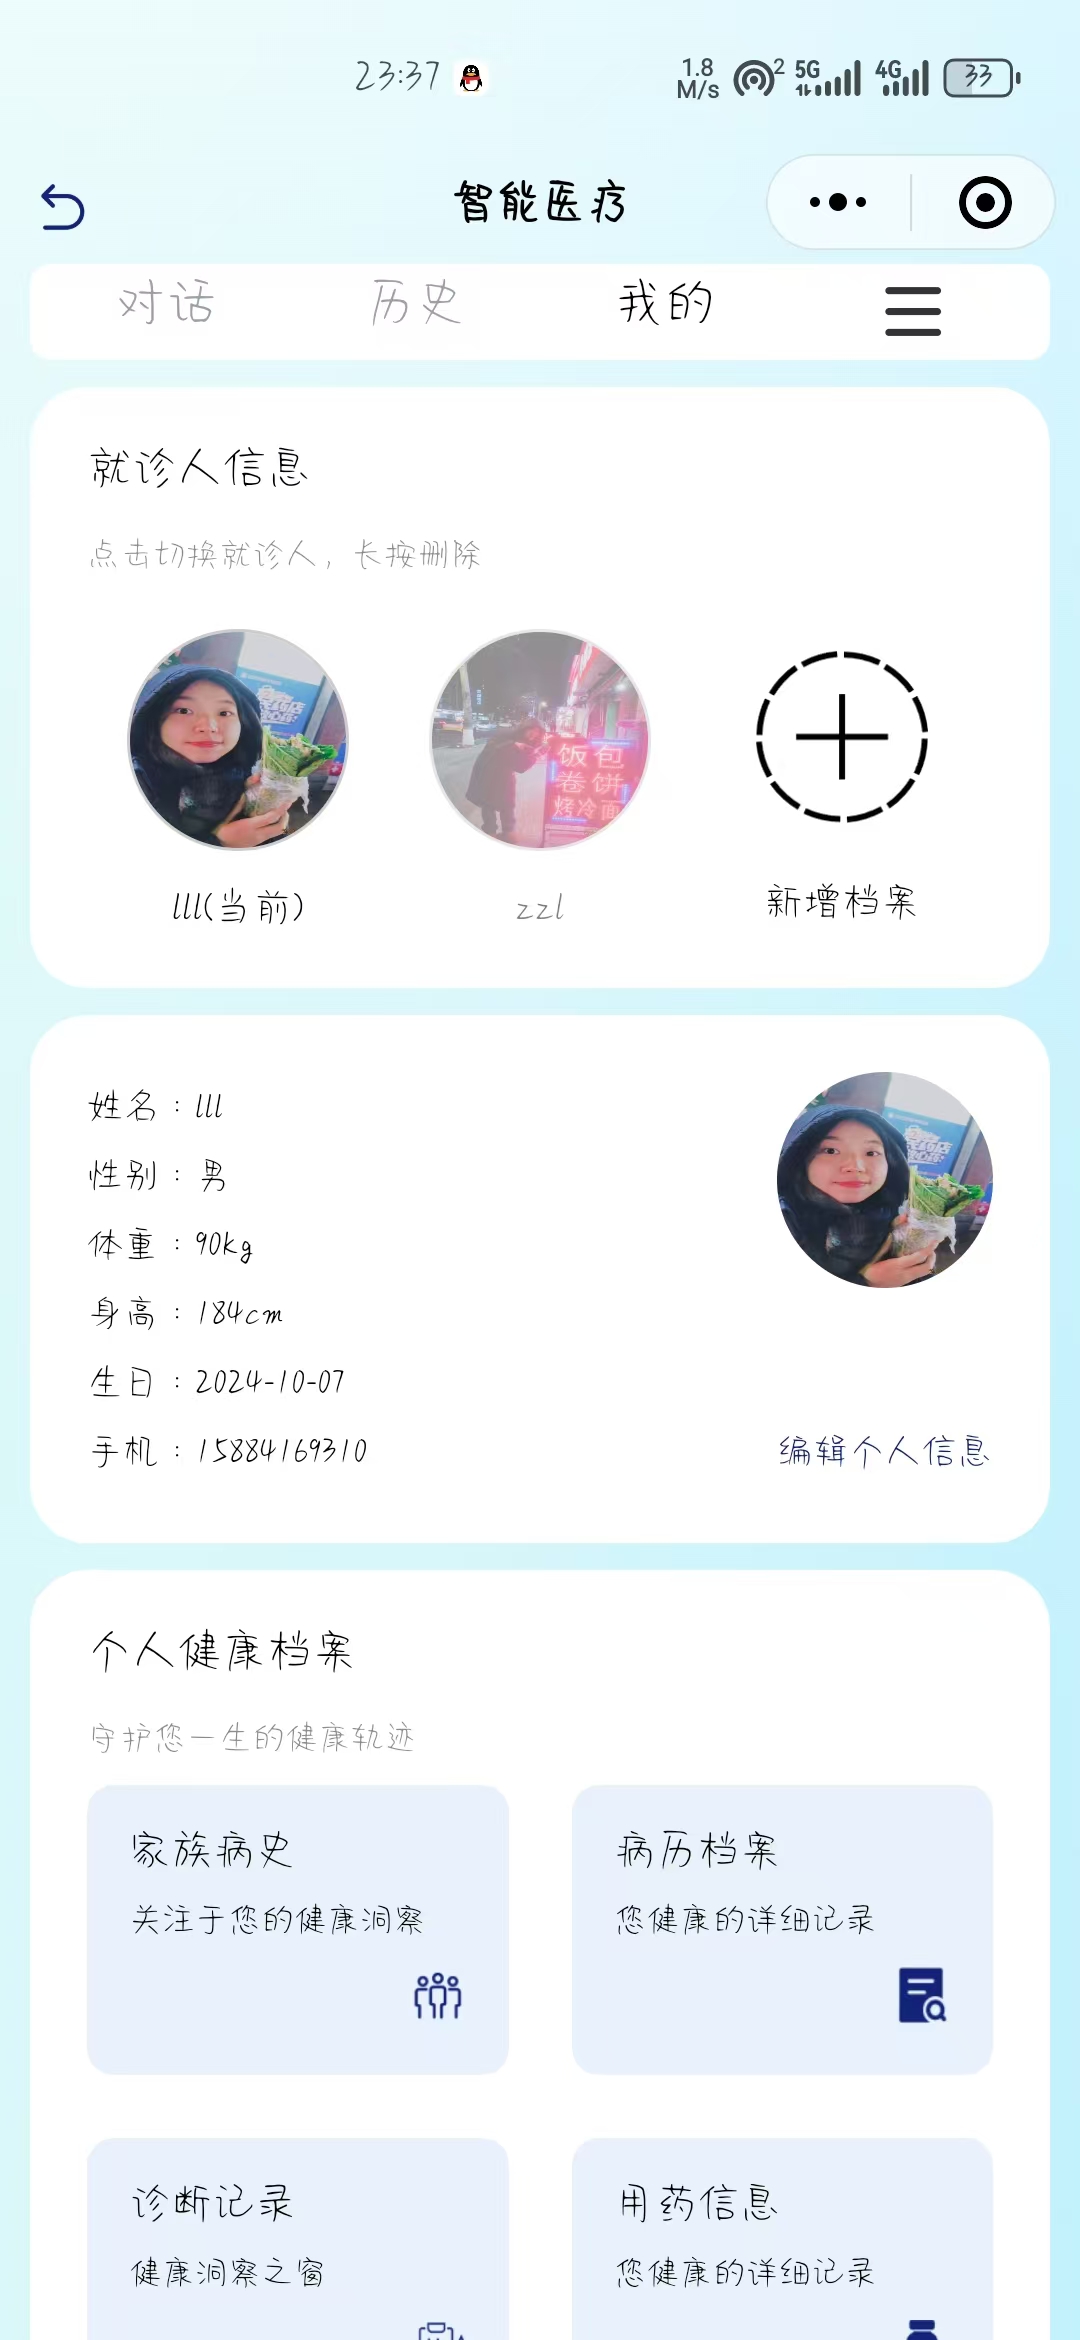 23:37
1.8 M/s
2
5G
4G
33
智能医疗
对话
历史
我的
就诊人信息
点击切换就诊人，长按删除
饭包
卷饼
烤冷面
lll(当前)
zzl
新增档案
姓名：lll
性别：男
体重：90kg
身高：184cm
生日：2024-10-07
手机：15884169310
编辑个人信息
个人健康档案
守护您一生的健康轨迹
家族病史
关注于您的健康洞察
病历档案
您健康的详细记录
诊断记录
健康洞察之窗
用药信息
您健康的详细记录